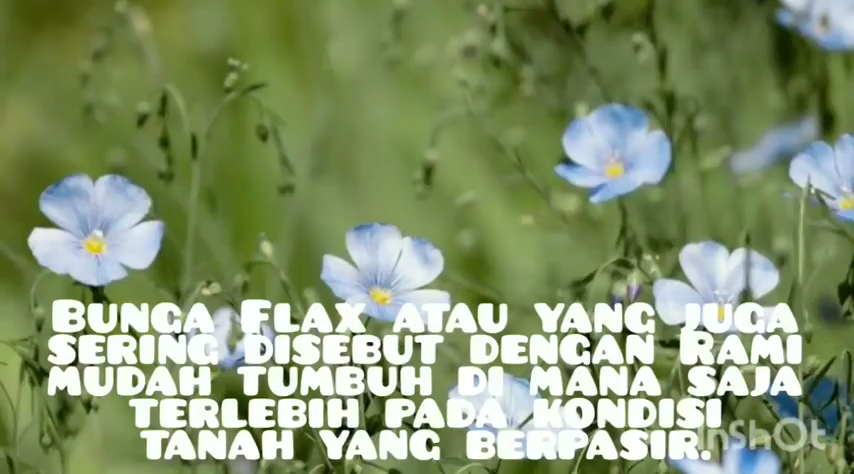 Bunga Flax atau yang juga
sering disebut dengan Rami
mudah tumbuh di mana saja
terlebih pada kondisi
tanah yang berpasir.
InShOt